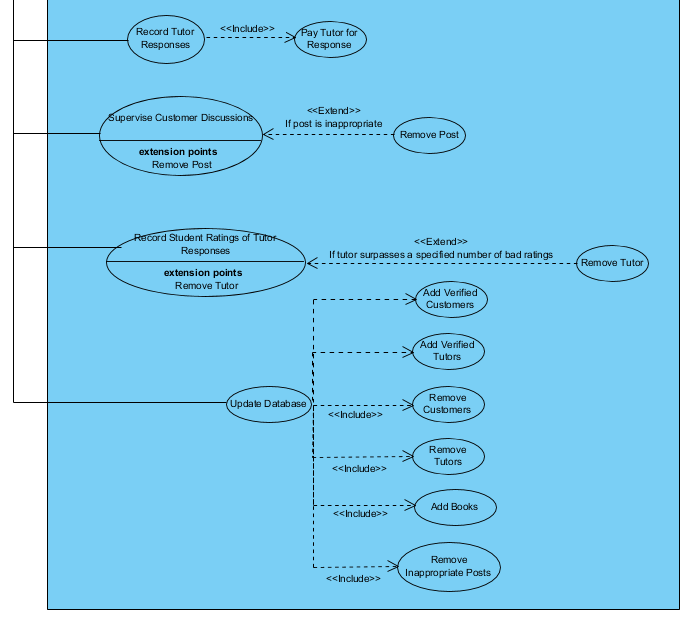 Record Tutor
Responses
<<Include>>
Pay Tutor for
Response
Supervise Customer Discussions
extension points
Remove Post
<<Extend>>
If post is inappropriate
Remove Post
Record Student Ratings of Tutor
Responses
extension points
Remove Tutor
<<Extend>>
If tutor surpasses a specified number of bad ratings
Remove Tutor
Add Verified
Customers
Add Verified
Tutors
Update Database
Remove
Customers
<<Include>>
Remove
Tutors
<<Include>>
Add Books
<<Include>>
Remove
Inappropriate Posts
<<Include>>